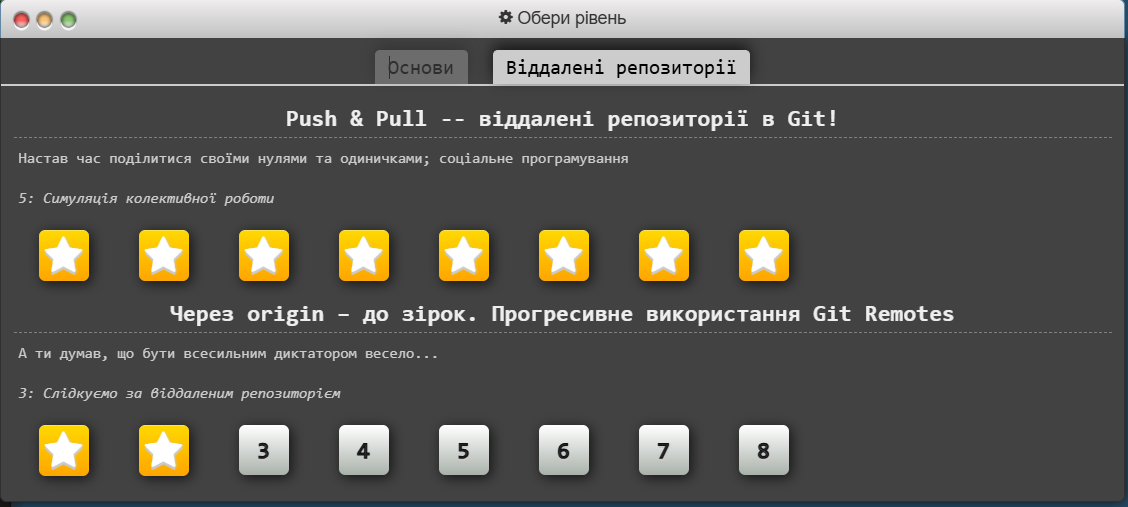 Обери рівень
Основи Віддалені репозиторії
Push & Pull -- віддалені репозиторії в Git!
Настав час поділитися своїми нулями та одиничками; соціальне програмування
5: Симуляція колективної роботи
Через origin – до зірок. Прогресивне використання Git Remotes
А ти думав, що бути всесильним диктатором весело...
3: Слідкуємо за віддаленим репозиторієм
3 4 5 6 7 8